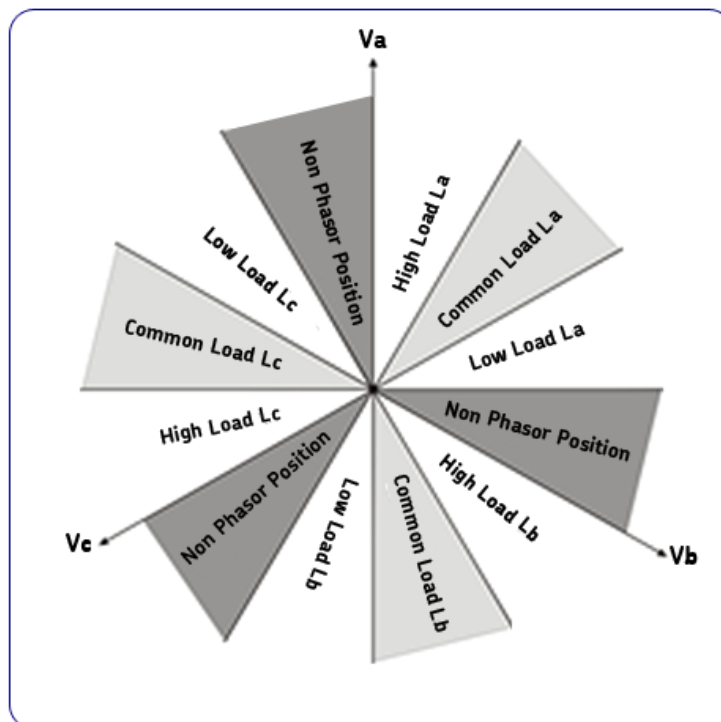 Va
Non Phasor Position
High Load La
Common Load La
Low Load La
Low Load Lc
Common Load Lc
High Load Lc
Non Phasor Position
High Load Lb
Vb
Vc
Non Phasor Position
Low Load Lb
Common Load Lb